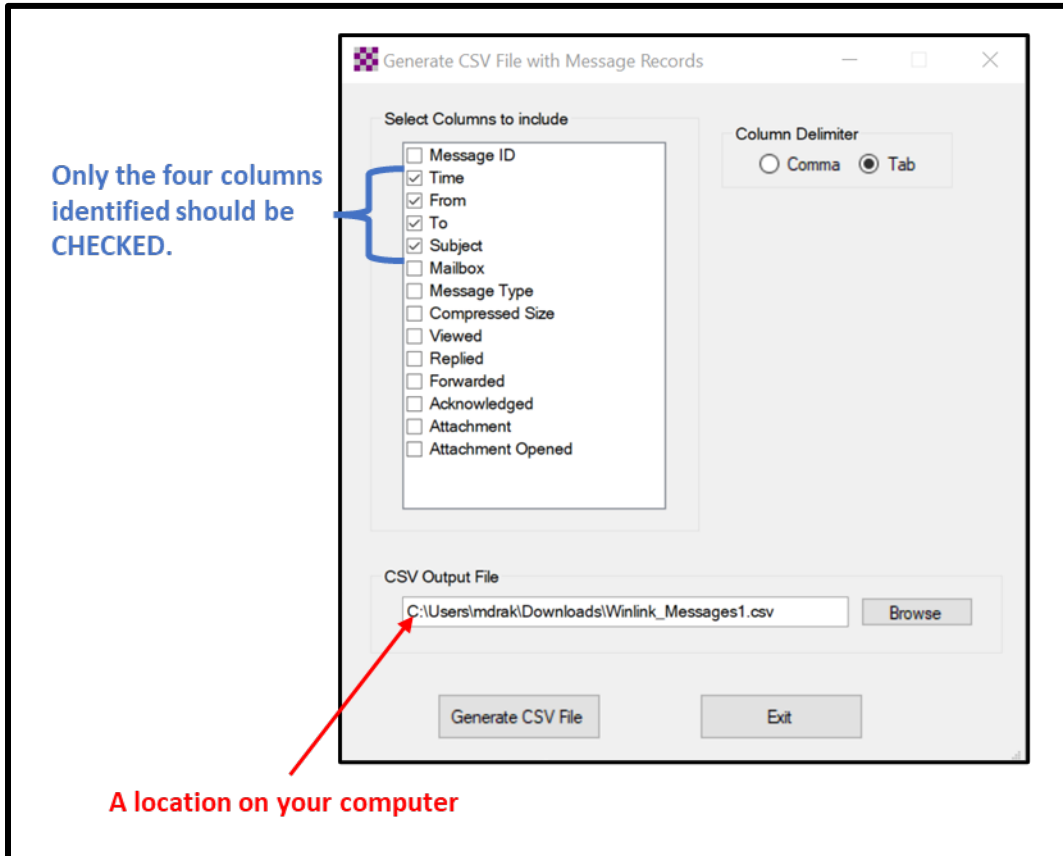 Generate CSV File with Message Records
Select Columns to include
Column Delimiter
Comma
Tab
Message ID
Time
From
To
Subject
Mailbox
Message Type
Compressed Size
Viewed
Replied
Forwarded
Acknowledged
Attachment
Attachment Opened
Only the four columns
identified should be
CHECKED.
CSV Output File
C:\Users\mdrak\Downloads\Winlink_Messages1.csv
Browse
Generate CSV File
Exit
A location on your computer